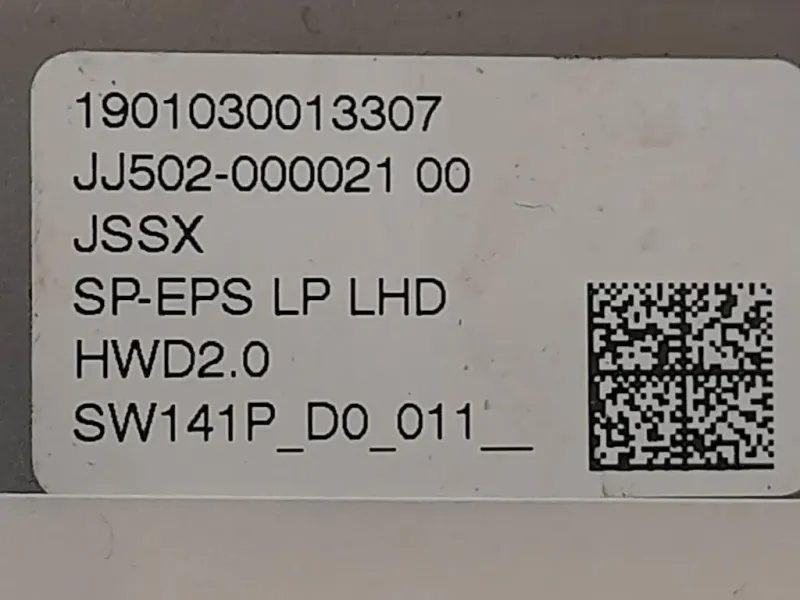 1901030013307
JJ502-000021 00
JSSX
SP-EPS LP LHD
HWD2.0
SW141P_D0_011__